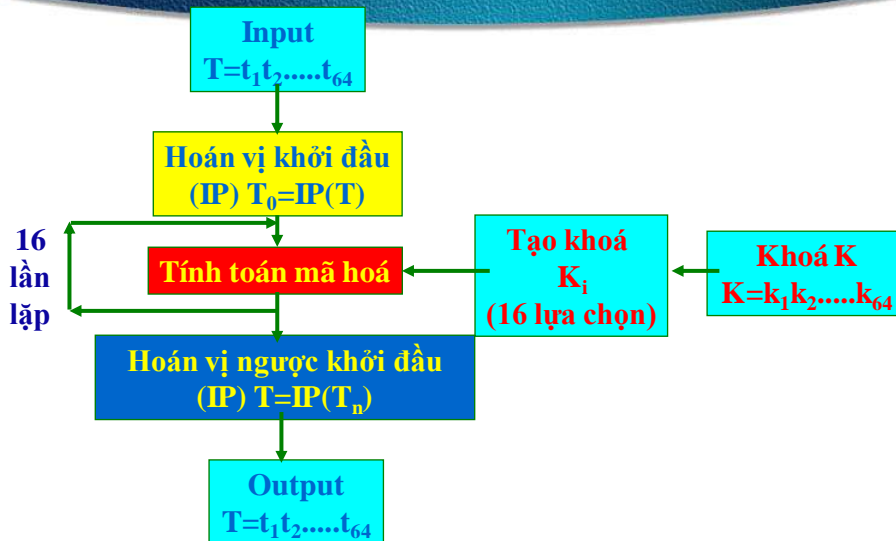 Input
T=t₁t₂.....t₆₄
Hoán vị khởi đầu
(IP) T₀=IP(T)
16
lần
lặp
Tính toán mã hoá
Tạo khoá
Kᵢ
(16 lựa chọn)
Khoá K
K=k₁k₂.....k₆₄
Hoán vị ngược khởi đầu
(IP) T=IP(Tₙ)
Output
T=t₁t₂.....t₆₄